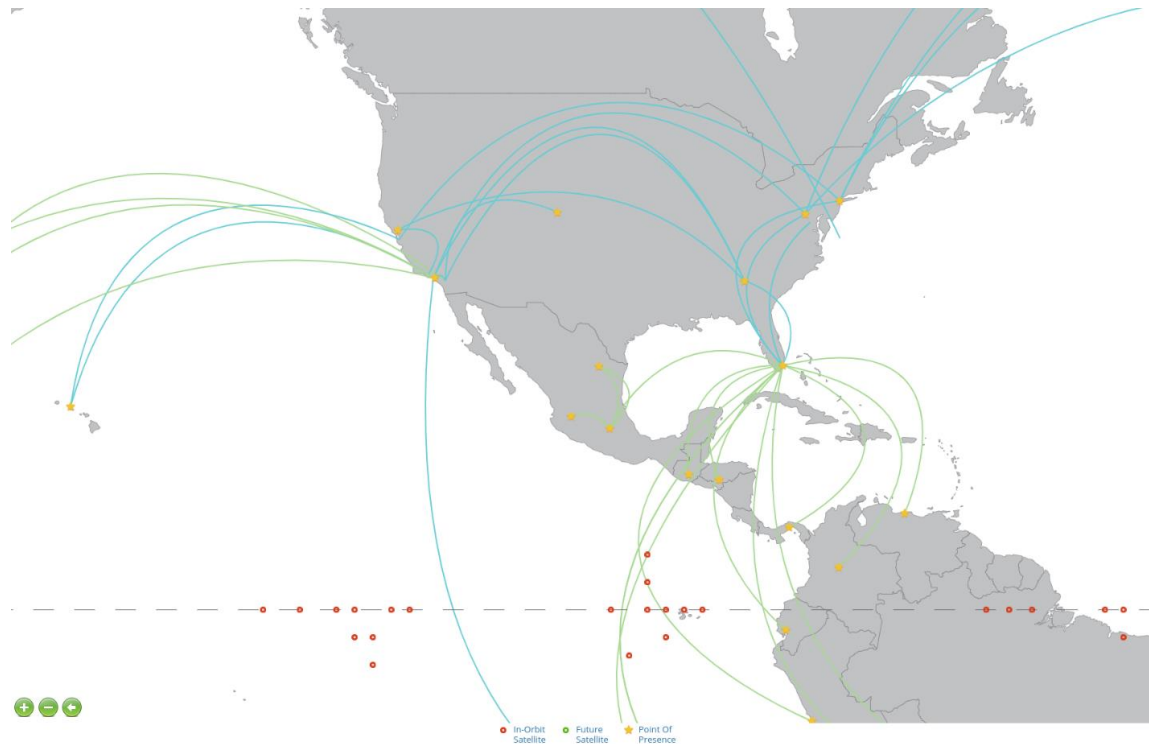 In-Orbit
Satellite
Future
Satellite
Point Of
Presence